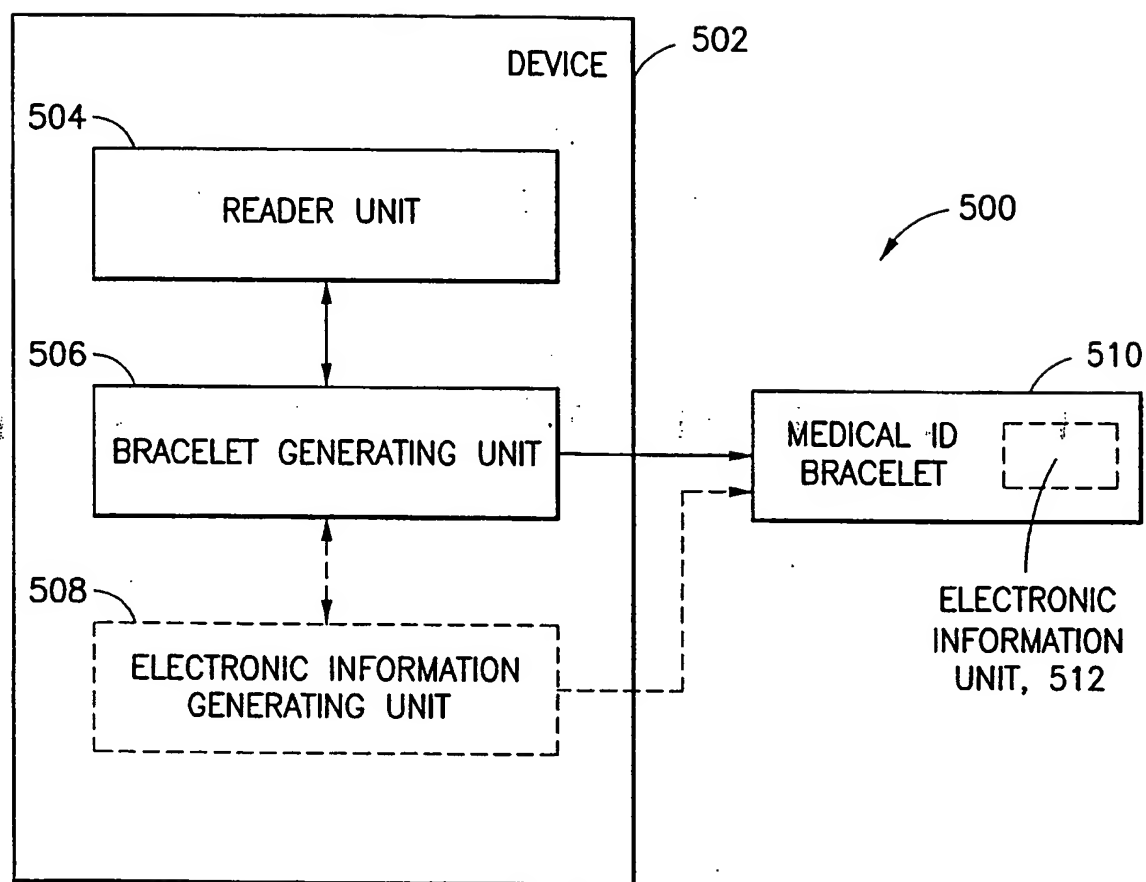 DEVICE
502
504
READER UNIT
500
506
BRACELET GENERATING UNIT
510
MEDICAL ID
BRACELET
508
ELECTRONIC INFORMATION
GENERATING UNIT
ELECTRONIC
INFORMATION
UNIT, 512